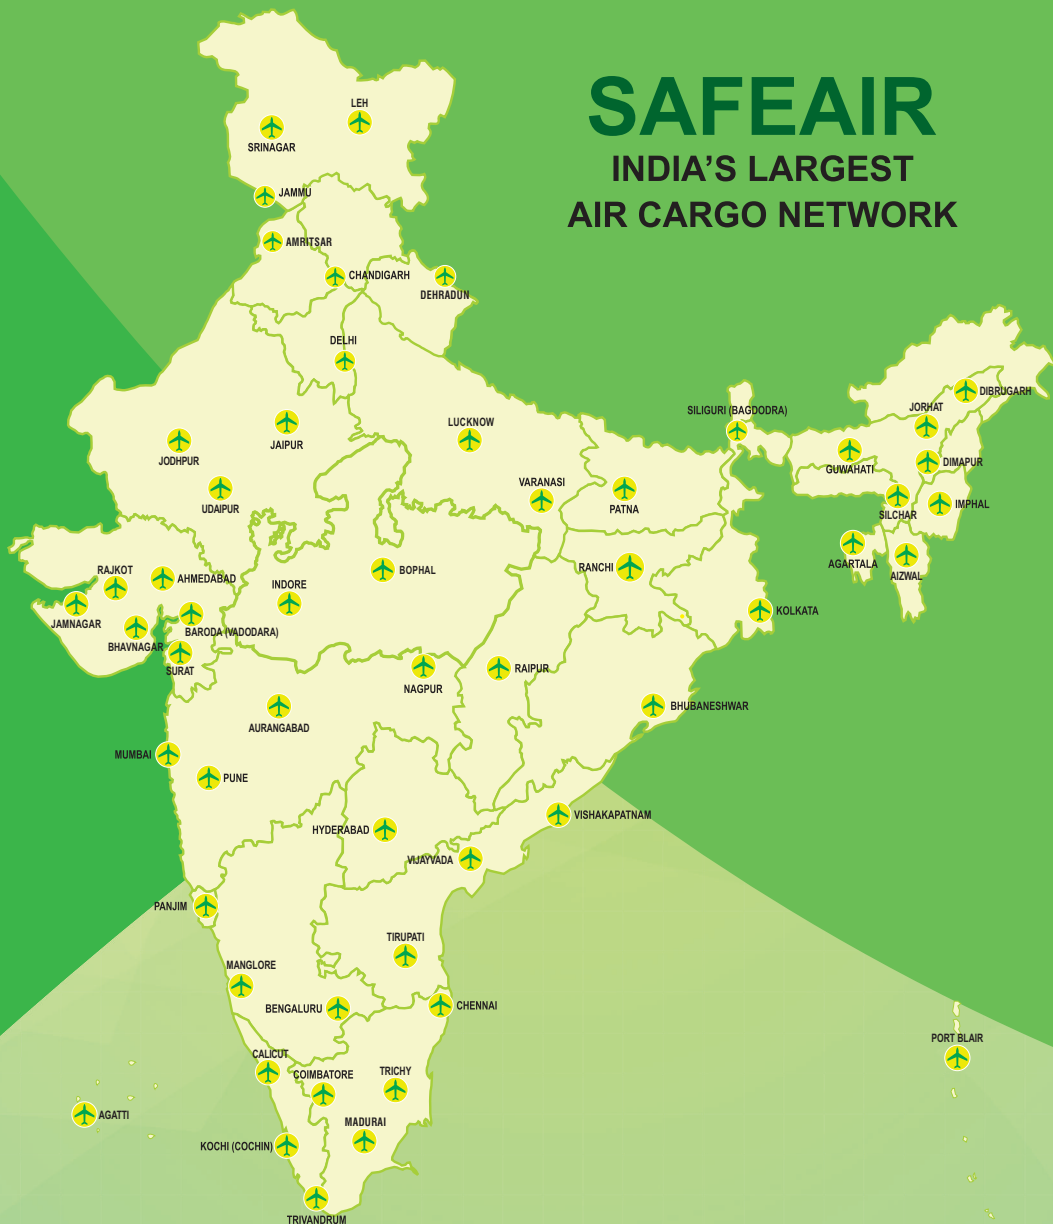 SAFEAIR
INDIA'S LARGEST
AIR CARGO NETWORK
LEH
SRINAGAR
JAMMU
AMRITSAR
CHANDIGARH
DEHRADUN
DELHI
DIBRUGARH
JORHAT
SILIGURI (BAGDODRA)
LUCKNOW
JAIPUR
JODHPUR
DIMAPUR
GUWAHATI
VARANASI
UDAIPUR
PATNA
IMPHAL
SILCHAR
AGARTALA
RANCHI
BOPHAL
RAJKOT
AHMEDABAD
AIZWAL
INDORE
KOLKATA
JAMNAGAR
BARODA (VADODARA)
BHAVNAGAR
SURAT
RAIPUR
NAGPUR
BHUBANESHWAR
AURANGABAD
MUMBAI
PUNE
VISHAKAPATNAM
HYDERABAD
VIJAYVADA
PANJIM
TIRUPATI
MANGLORE
CHENNAI
BENGALURU
PORT BLAIR
CALICUT
TRICHY
COIMBATORE
AGATTI
MADURAI
KOCHI (COCHIN)
TRIVANDRUM